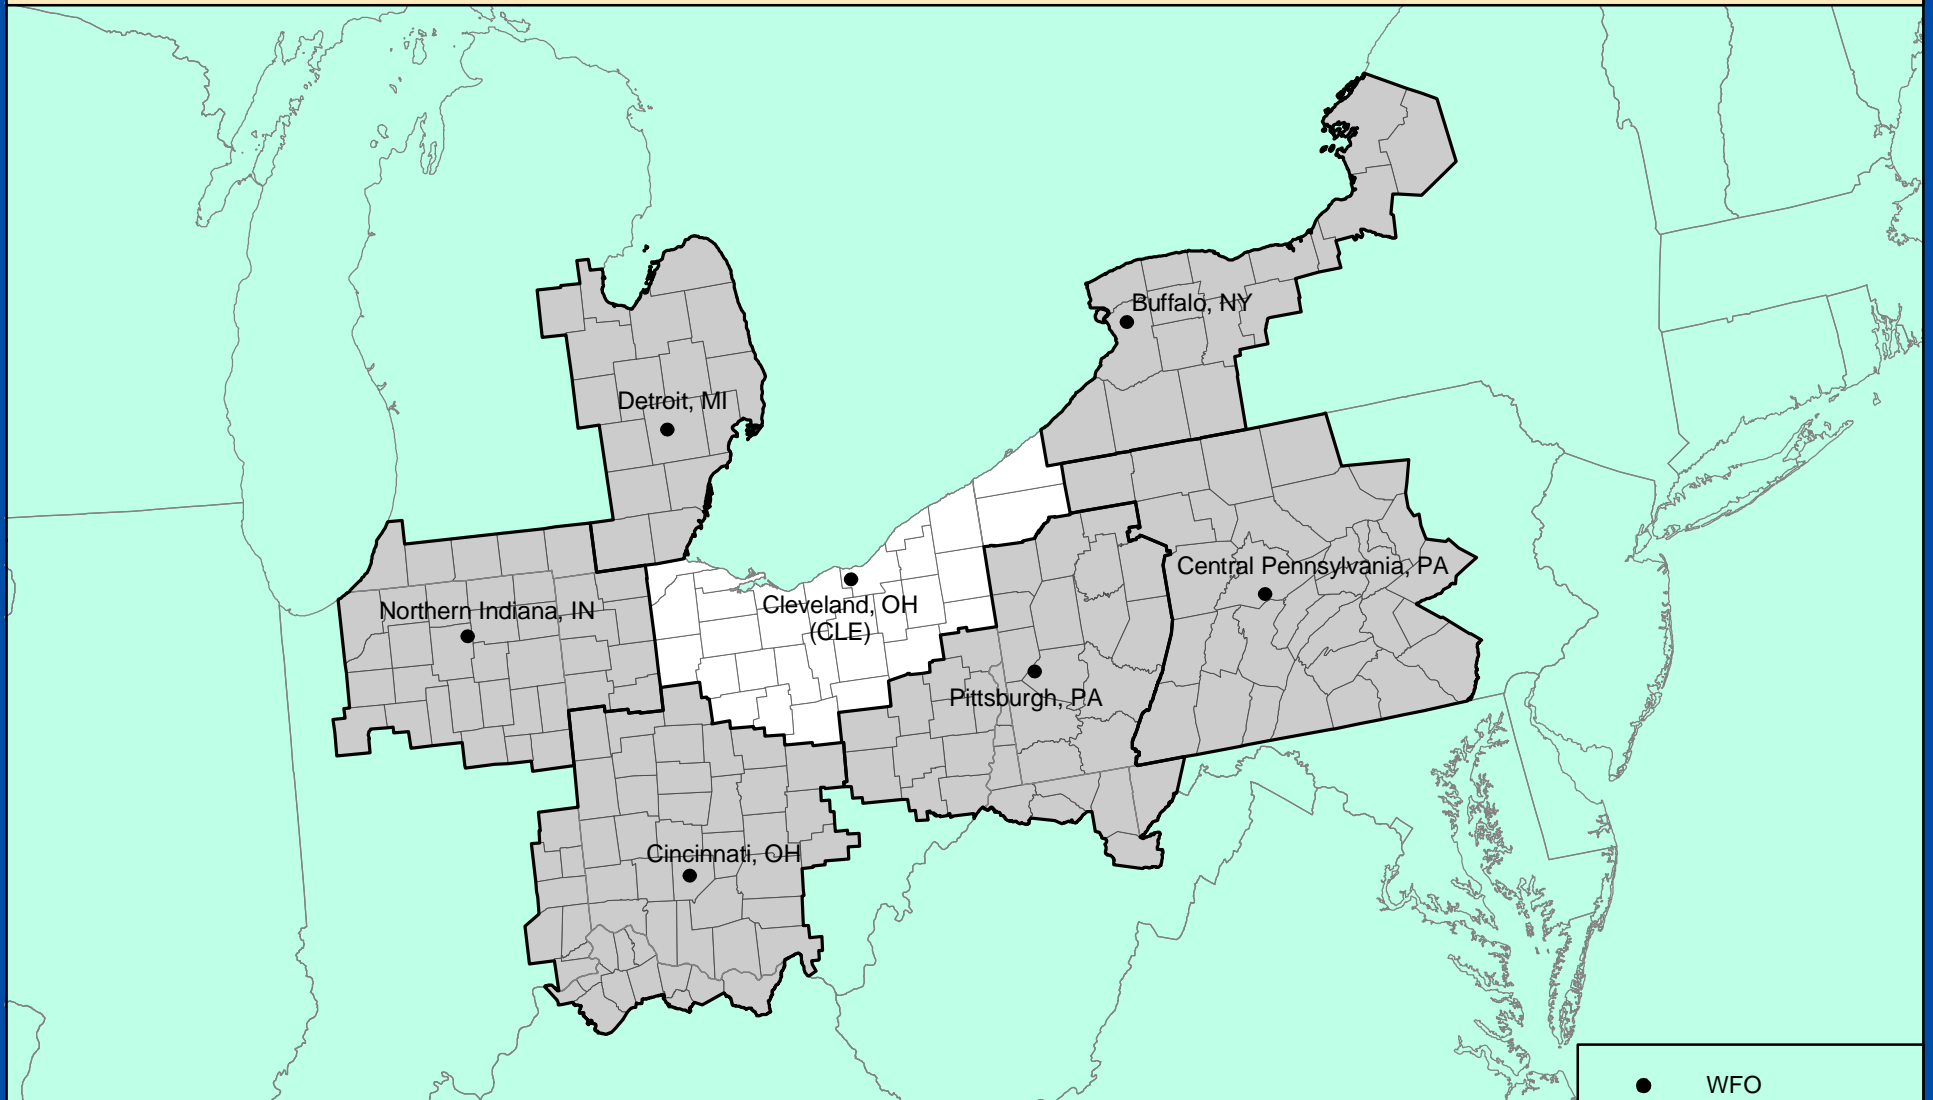 Buffalo, NY
Detroit, MI
Central Pennsylvania, PA
Northern Indiana, IN
Cleveland, OH
(CLE)
Pittsburgh, PA
Cincinnati, OH
WFO